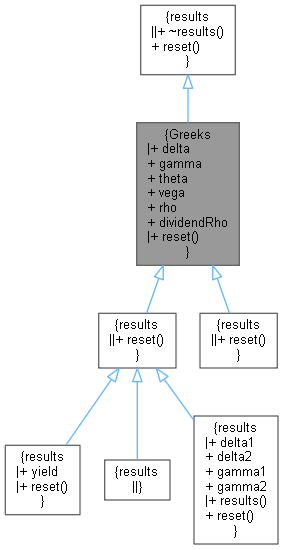 {results
||+ ~results()
+ reset()
}
{Greeks
|+ delta
+ gamma
+ theta
+ vega
+ rho
+ dividendRho
|+ reset()
}
{results
||+ reset()
}
{results
||+ reset()
}
{results
|+ yield
|+ reset()
}
{results
||}
{results
|+ delta1
+ delta2
+ gamma1
+ gamma2
|+ results()
+ reset()
}